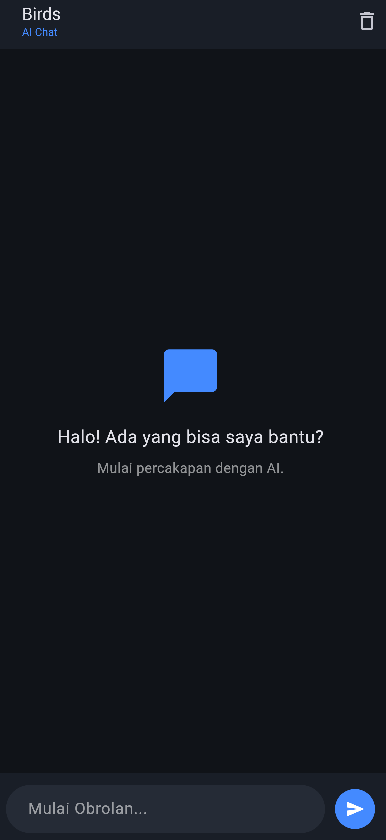 Birds
AI Chat
Halo! Ada yang bisa saya bantu?
Mulai percakapan dengan AI.
Mulai Obrolan...